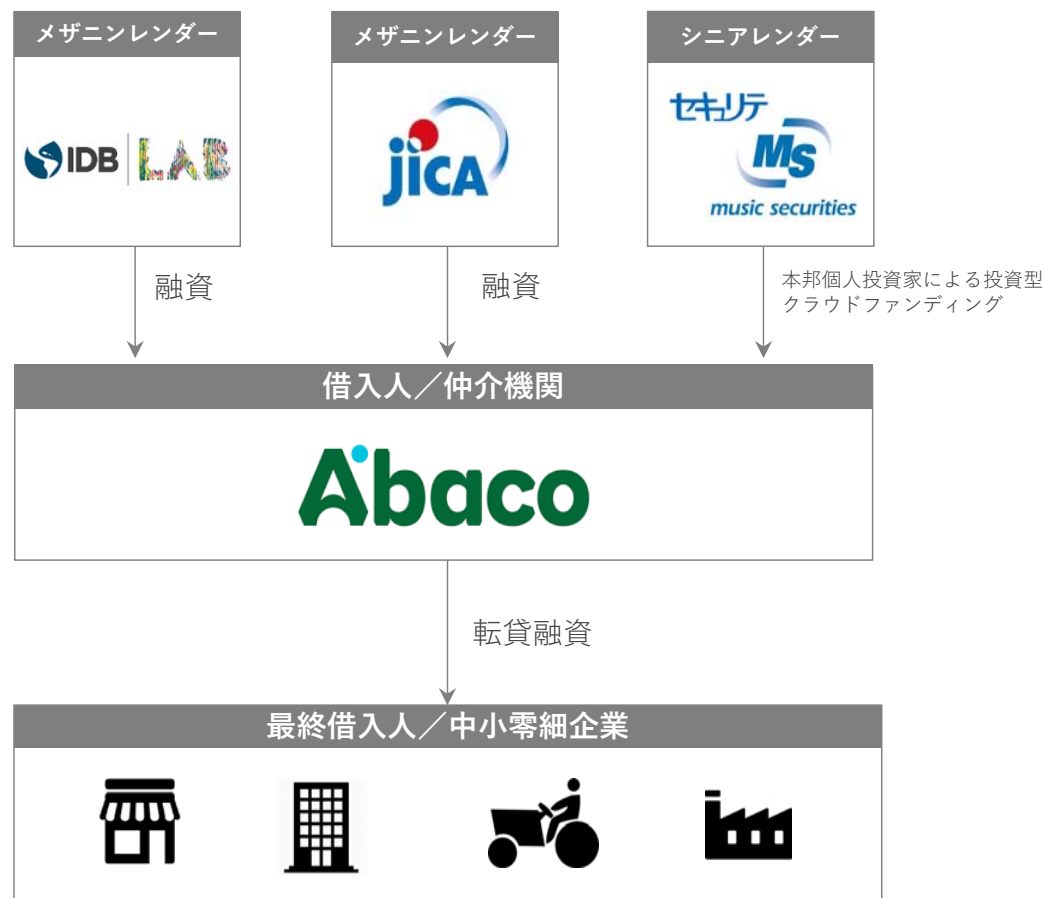 メザニンレンダー
メザニンレンダー
シニアレンダー
IDB LAB
jica
セキュリテ
MS
music securities
融資
融資
本邦個人投資家による投資型
クラウドファンディング
借入人／仲介機関
Abaco
転貸融資
最終借入人／中小零細企業